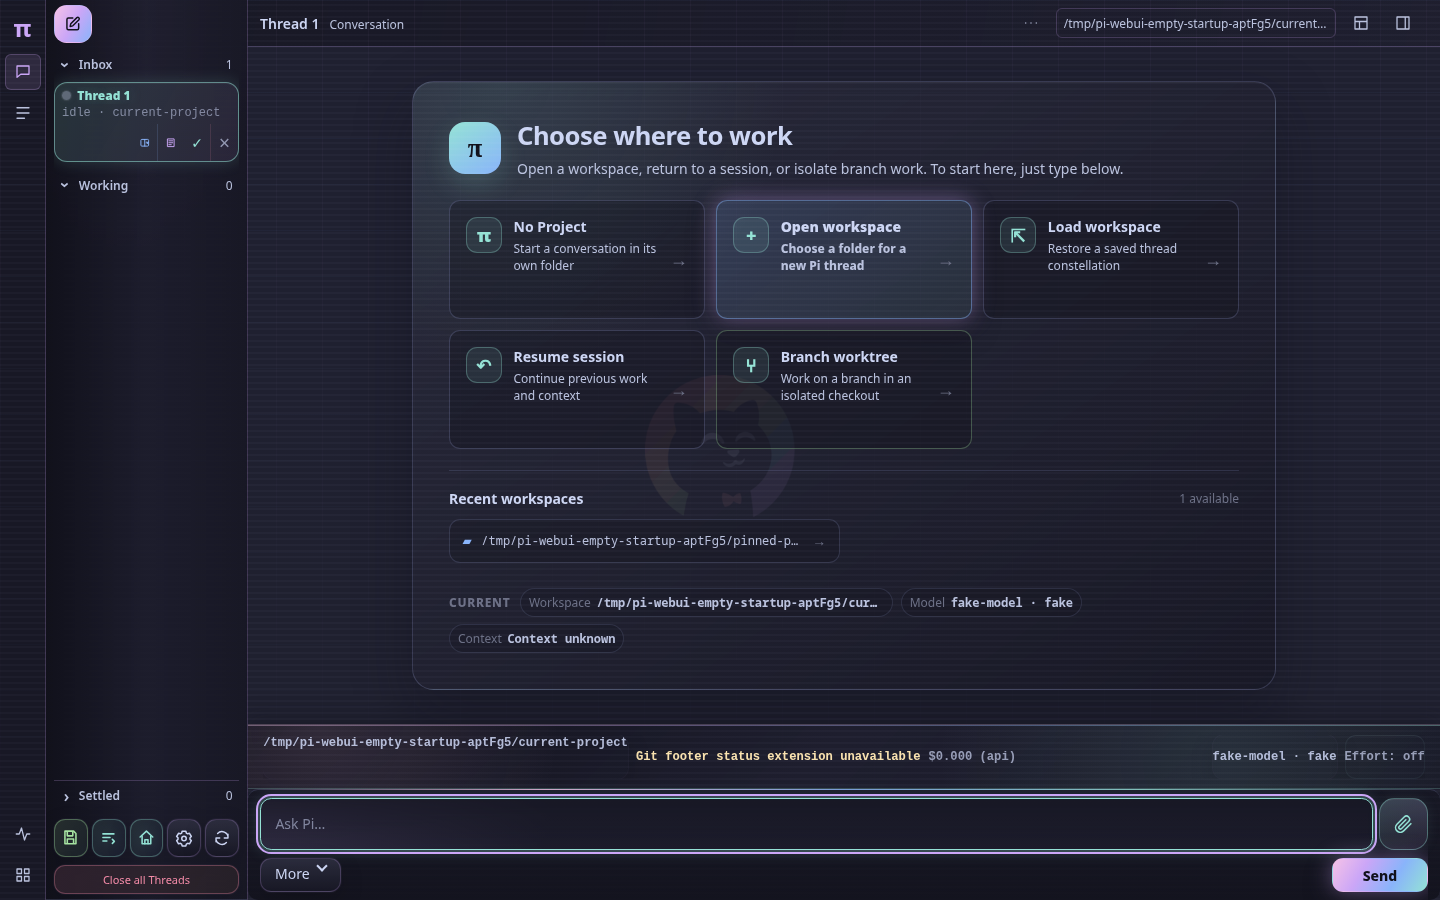 π
Inbox 1
Thread 1
idle · current-project
Working 0
Settled 0
Close all Threads
Thread 1 Conversation
... /tmp/pi-webui-empty-startup-aptFg5/current...
π
Choose where to work
Open a workspace, return to a session, or isolate branch work. To start here, just type below.
π
No Project
Start a conversation in its
own folder →
+
Open workspace
Choose a folder for a
new Pi thread →
Load workspace
Restore a saved thread
constellation →
Resume session
Continue previous work
and context →
Branch worktree
Work on a branch in an
isolated checkout →
Recent workspaces 1 available
/tmp/pi-webui-empty-startup-aptFg5/pinned-p… →
CURRENT Workspace /tmp/pi-webui-empty-startup-aptFg5/cur… Model fake-model · fake
Context Context unknown
/tmp/pi-webui-empty-startup-aptFg5/current-project
Git footer status extension unavailable $0.000 (api) fake-model · fake Effort: off
Ask Pi...
More
Send